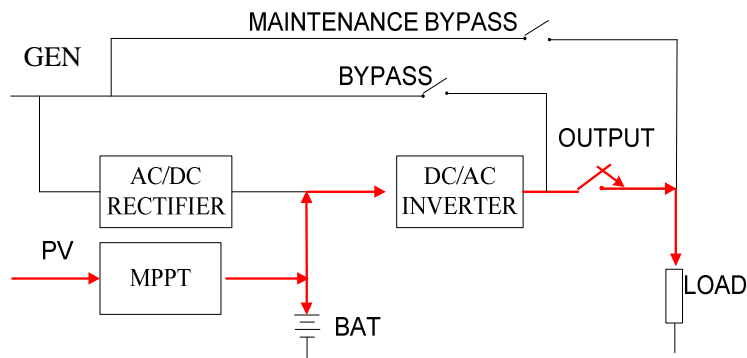 MAINTENANCE BYPASS
GEN
BYPASS
OUTPUT
AC/DC
RECTIFIER
DC/AC
INVERTER
PV
MPPT
BAT
LOAD